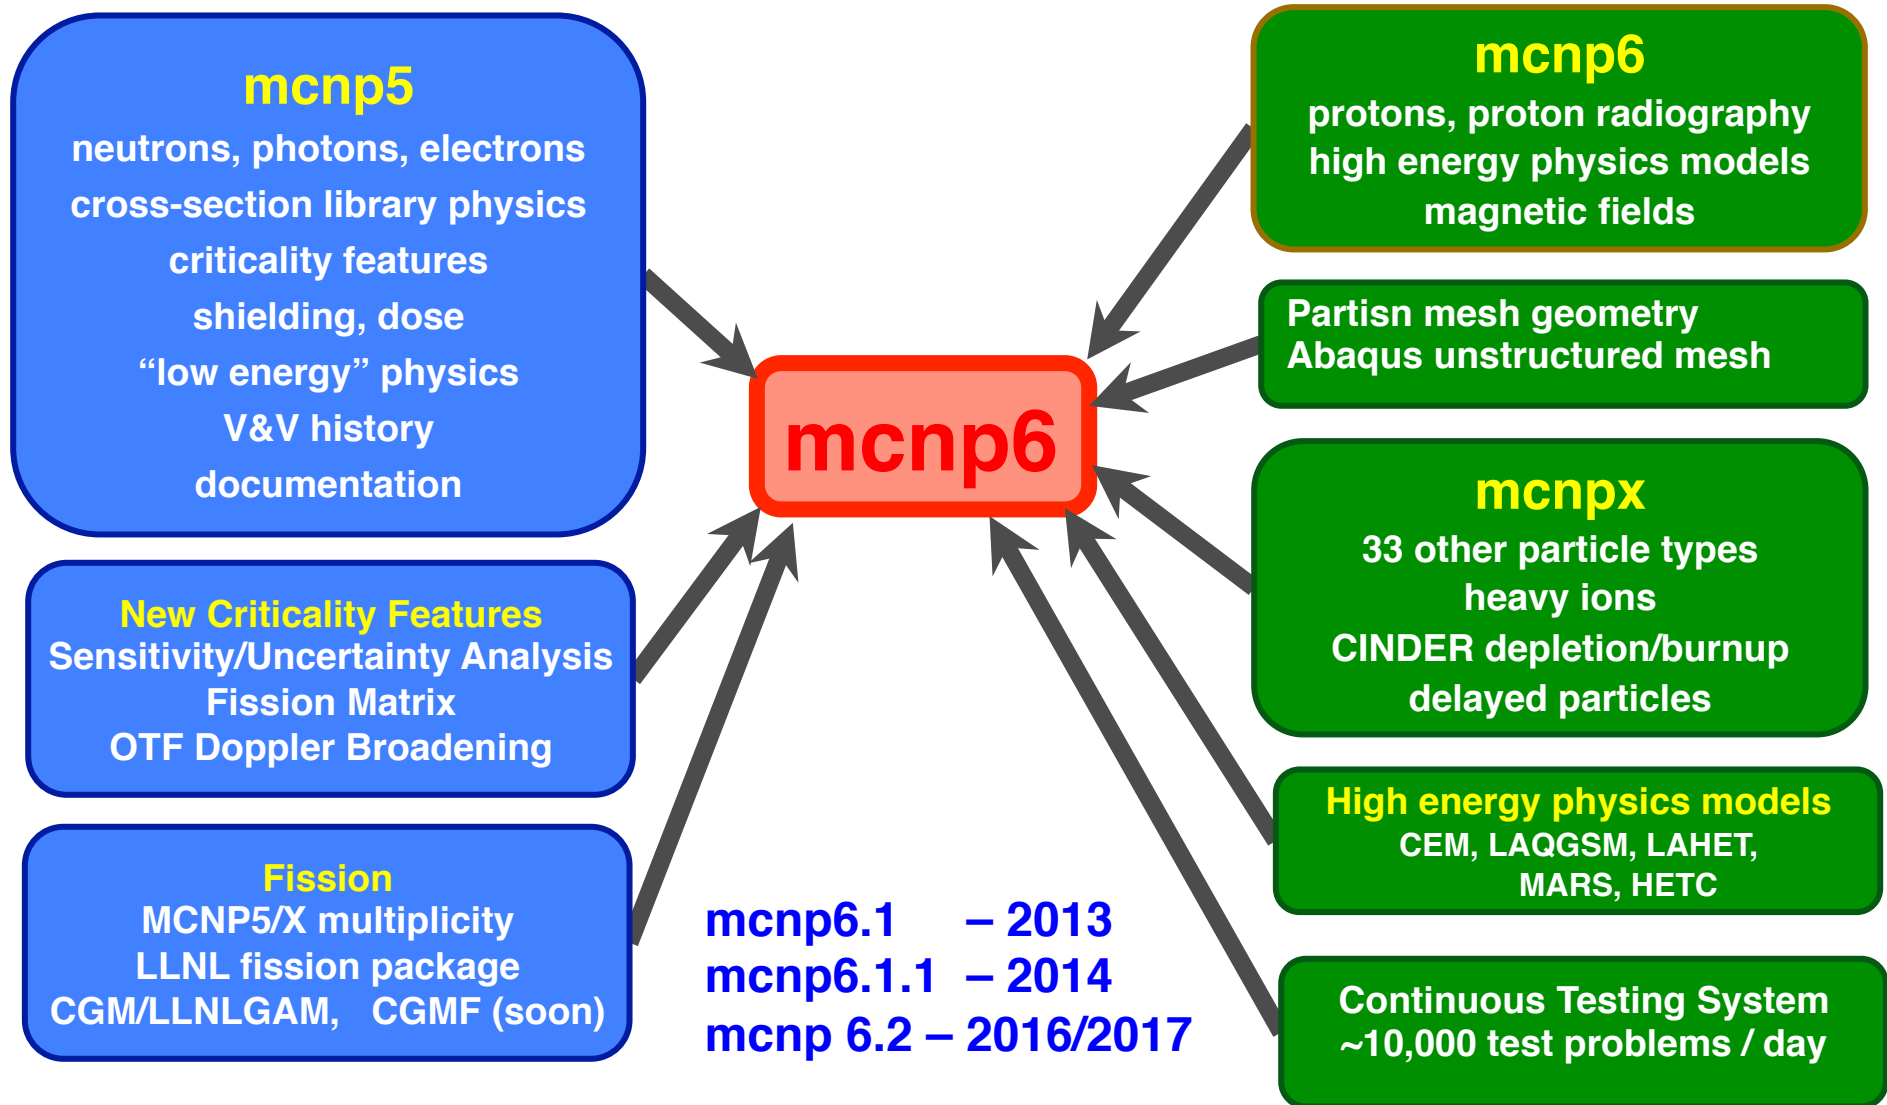 mcnp5
neutrons, photons, electrons
cross-section library physics
criticality features
shielding, dose
“low energy” physics
V&V history
documentation
New Criticality Features
Sensitivity/Uncertainty Analysis
Fission Matrix
OTF Doppler Broadening
Fission
MCNP5/X multiplicity
LLNL fission package
CGM/LLNLGAM, CGMF (soon)
mcnp6
mcnp6.1 – 2013
mcnp6.1.1 – 2014
mcnp 6.2 – 2016/2017
mcnp6
protons, proton radiography
high energy physics models
magnetic fields
Partisn mesh geometry
Abaqus unstructured mesh
mcnpx
33 other particle types
heavy ions
CINDER depletion/burnup
delayed particles
High energy physics models
CEM, LAQGSM, LAHET,
MARS, HETC
Continuous Testing System
~10,000 test problems / day